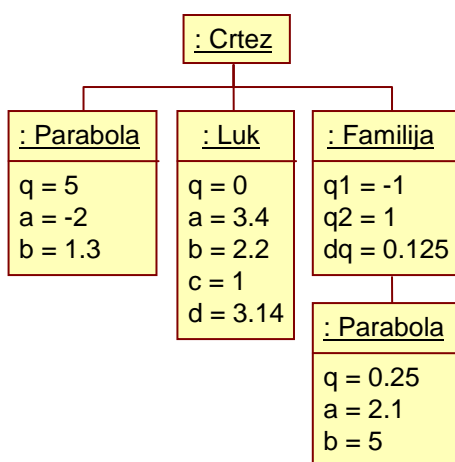 : Crtez
: Parabola
q = 5
a = -2
b = 1.3
: Luk
q = 0
a = 3.4
b = 2.2
c = 1
d = 3.14
: Familija
q1 = -1
q2 = 1
dq = 0.125
: Parabola
q = 0.25
a = 2.1
b = 5